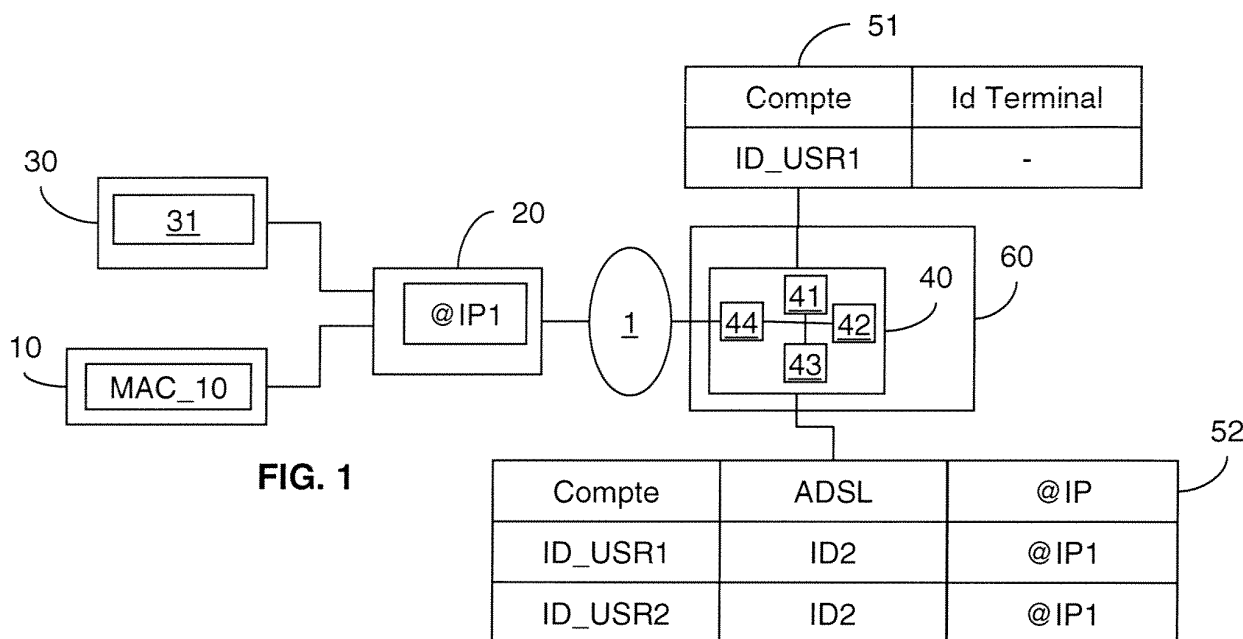 51
Compte Id Terminal
ID_USR1 -
30
31
20
@IP1
1
60
40
41
44 42
43
10
MAC_10
FIG. 1
52
Compte ADSL @IP
ID_USR1 ID2 @IP1
ID_USR2 ID2 @IP1